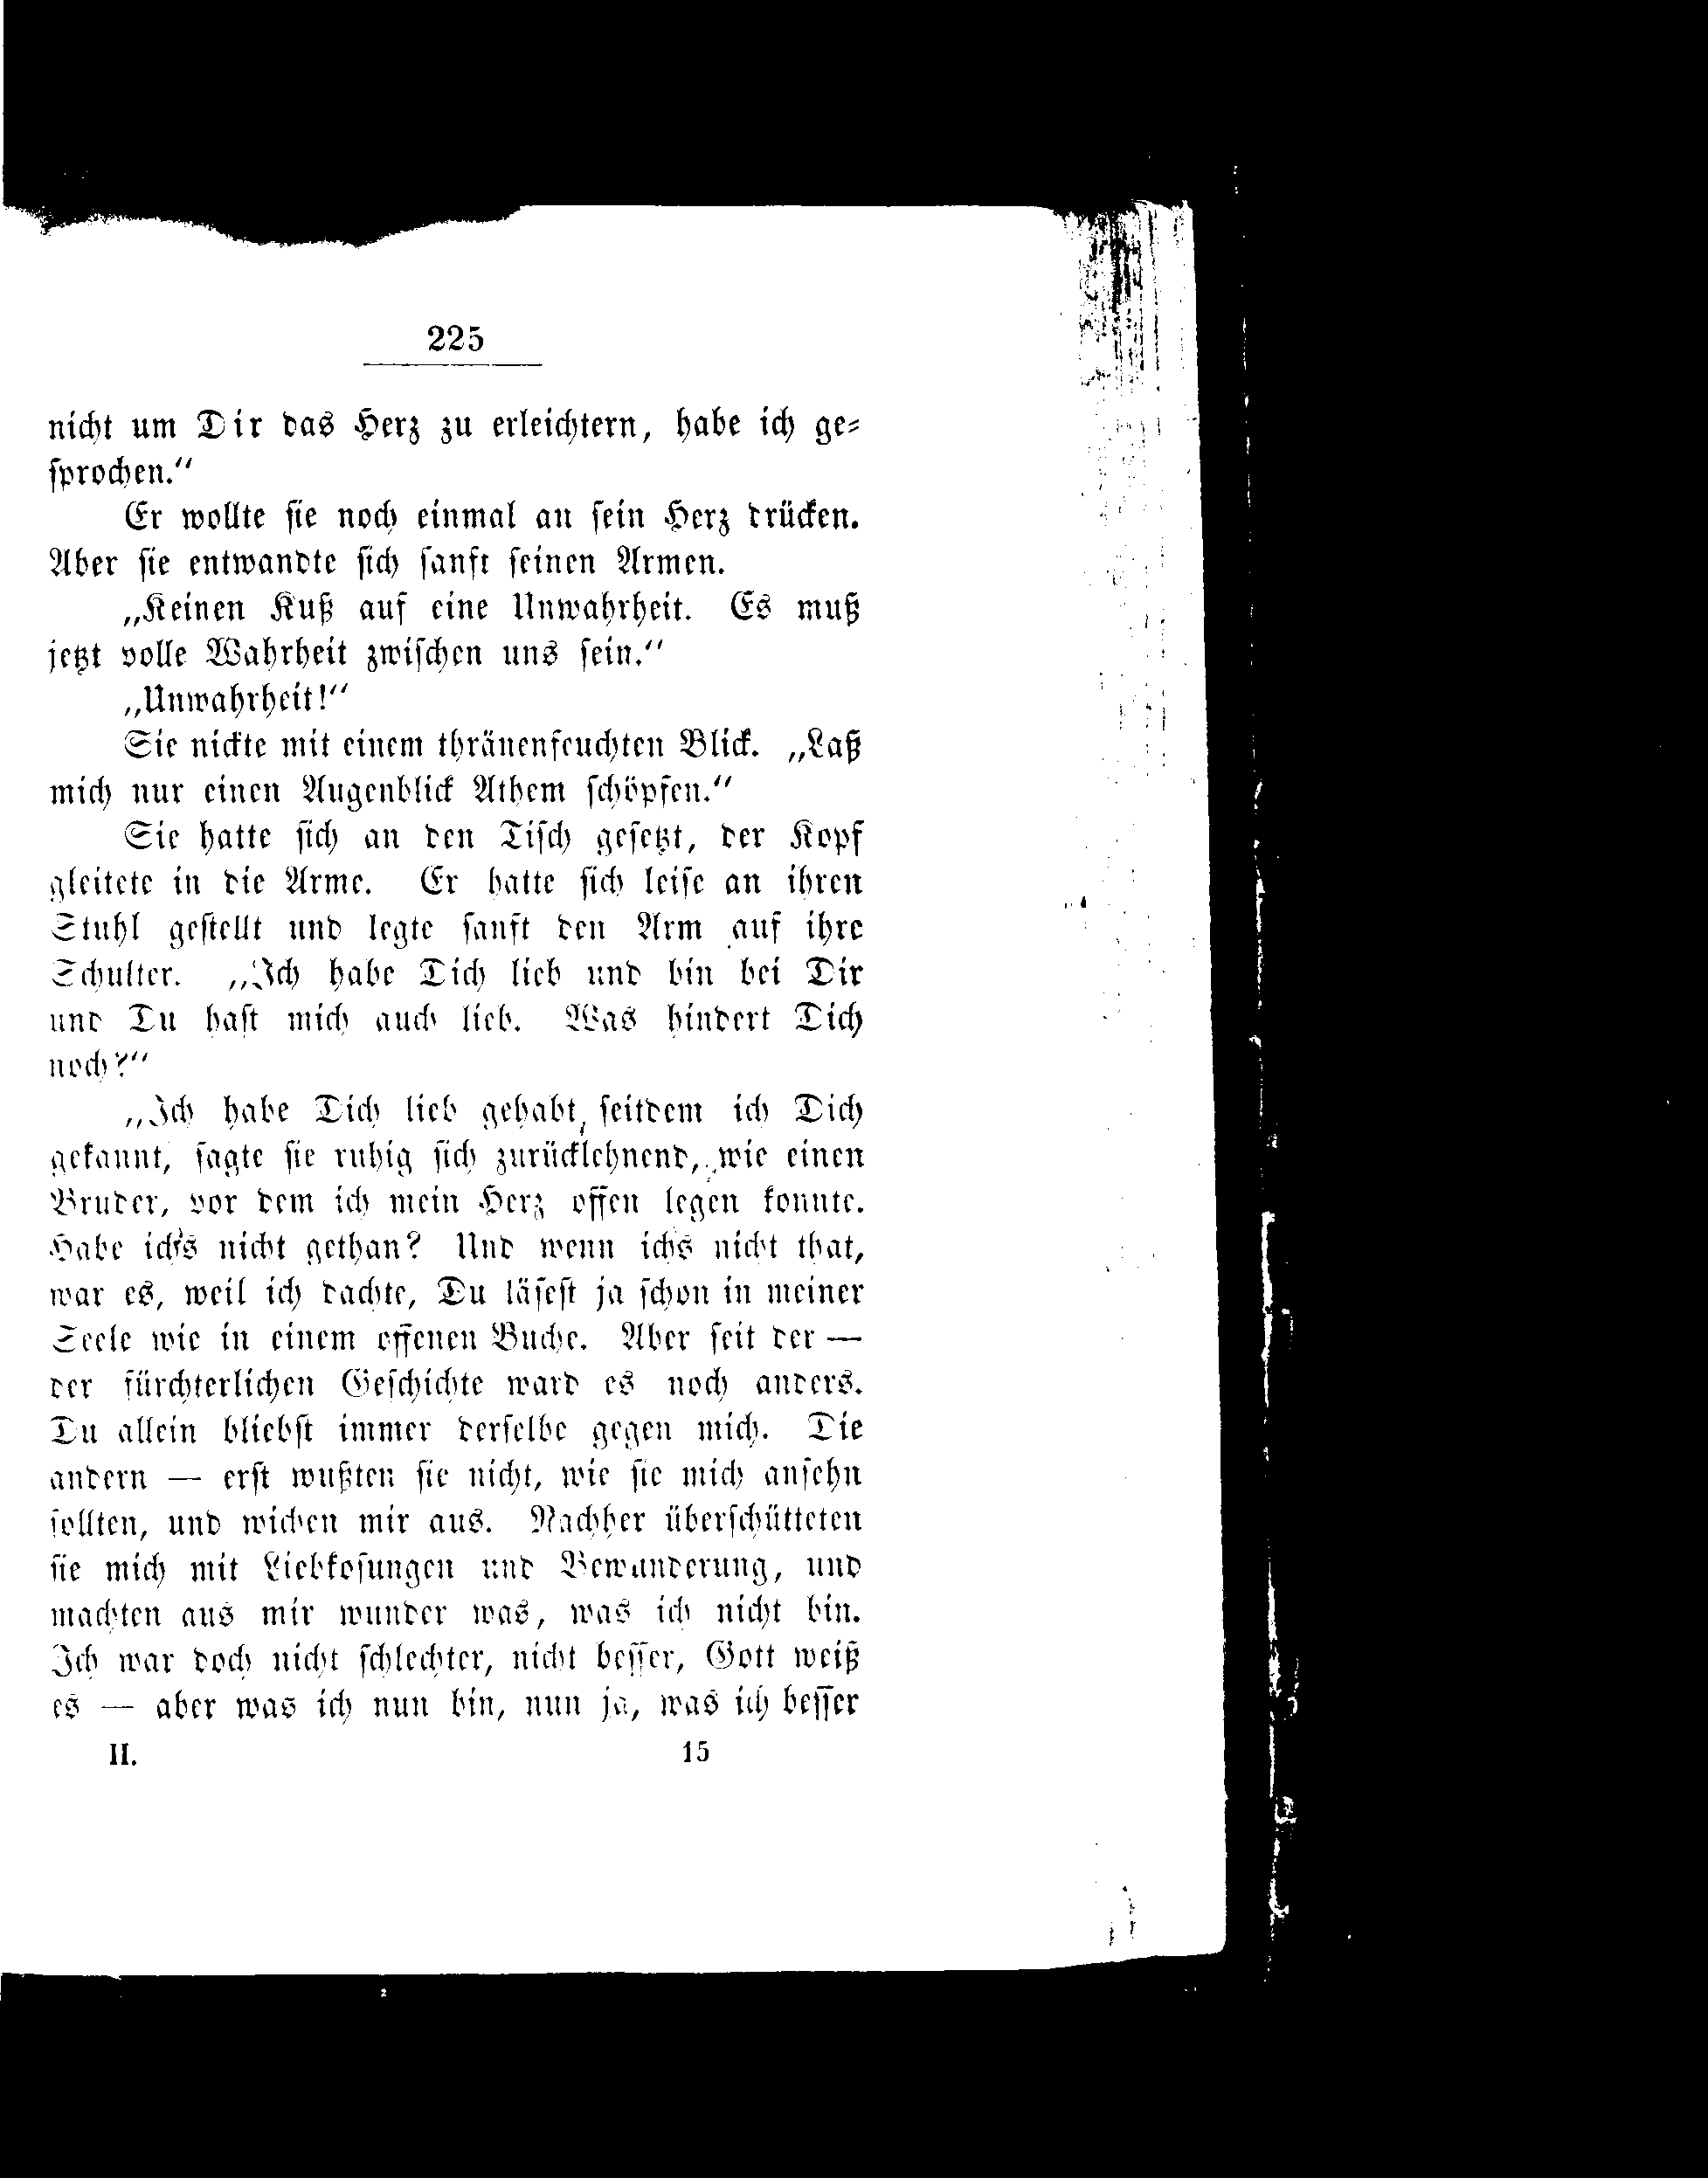 225
nicht um Dir das Herz zu erleichtern, habe ich ge⸗
ſprochen.“
Er wollte ſie noch einmal an ſein Herz drücken.
Aber ſie entwandte ſich ſanft ſeinen Armen.
„Keinen Kuß auf eine Unwahrheit. Es muß
jetzt volle Wahrheit zwiſchen uns ſein.“
„Unwahrheit!“
Sie nickte mit einem thränenfeuchten Blick. „Laß
mich nur einen Augenblick Athem ſchöpfen.“
Sie hatte ſich an den Tiſch geſetzt, der Kopf
gleitete in die Arme. Er hatte ſich leiſe an ihren
Stuhl geſtellt und legte ſanft den Arm auf ihre
Schulter. „Ich habe Dich lieb und bin bei Dir
und Du haſt mich auch lieb. Was hindert Dich
noch?“
„Ich habe Dich lieb gehabt, ſeitdem ich Dich
gekannt, ſagte ſie ruhig ſich zurücklehnend, wie einen
Bruder, vor dem ich mein Herz offen legen konnte.
Habe ich's nicht gethan? Und wenn ichs nicht that,
war es, weil ich dachte, Du läſeſt ja ſchon in meiner
Seele wie in einem offenen Buche. Aber ſeit der —
der fürchterlichen Geſchichte ward es noch anders.
Du allein bliebſt immer derſelbe gegen mich. Die
andern — erſt wußten ſie nicht, wie ſie mich anſehn
ſollten, und wichen mir aus. Nachher überſchütteten
ſie mich mit Liebkoſungen und Bewunderung, und
machten aus mir wunder was, was ich nicht bin.
Ich war doch nicht ſchlechter, nicht beſſer, Gott weiß
es — aber was ich nun bin, nun ja, was ich beſſer
II. 15